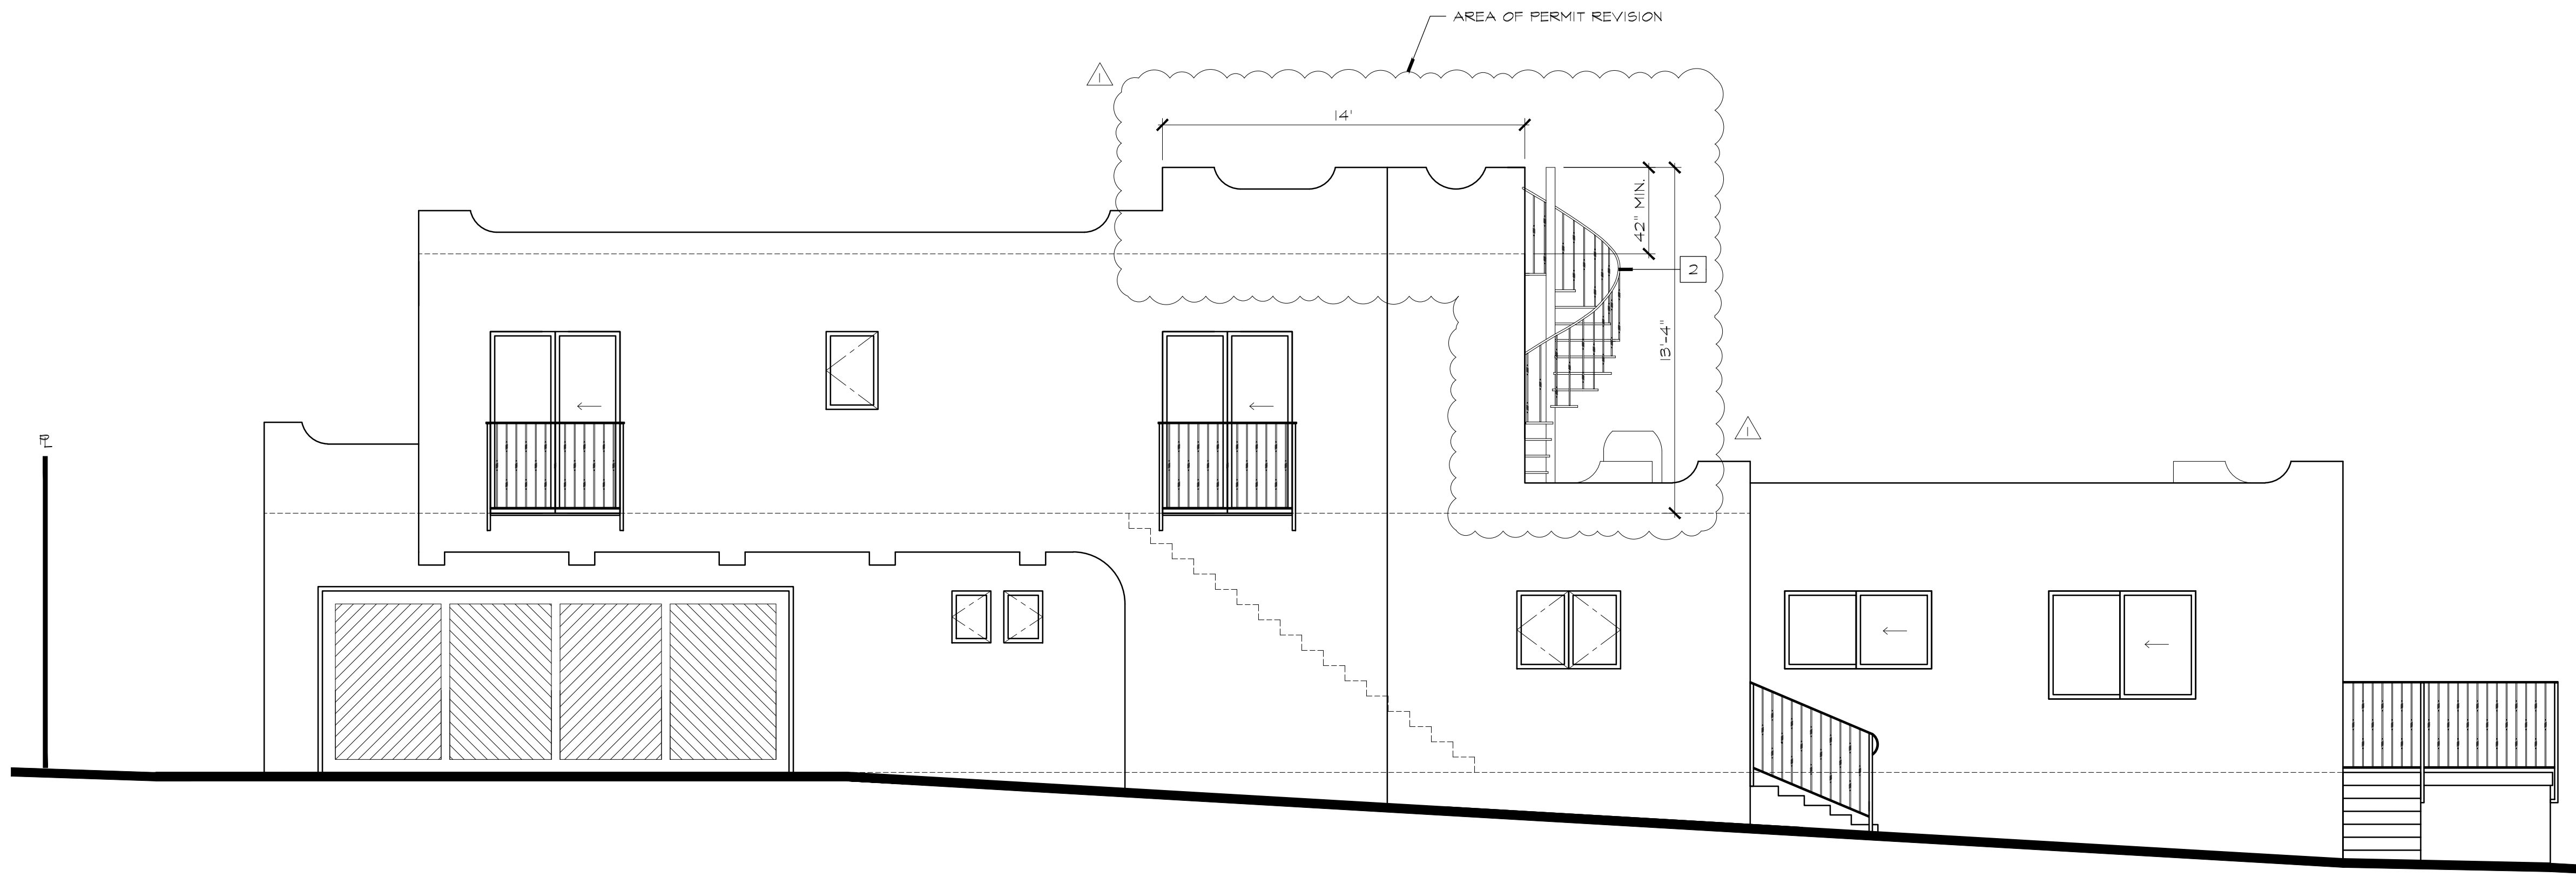 AREA OF PERMIT REVISION
1
14'
42" MIN.
2
13'-4"
1
PL